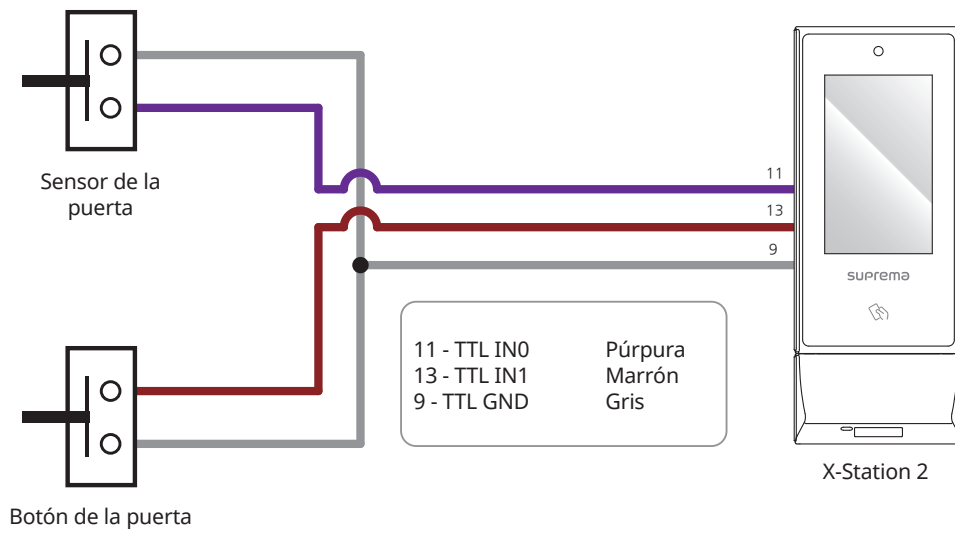 Sensor de la
puerta
11
13
9
suprema
11 - TTL IN0 Púrpura
13 - TTL IN1 Marrón
9 - TTL GND Gris
X-Station 2
Botón de la puerta